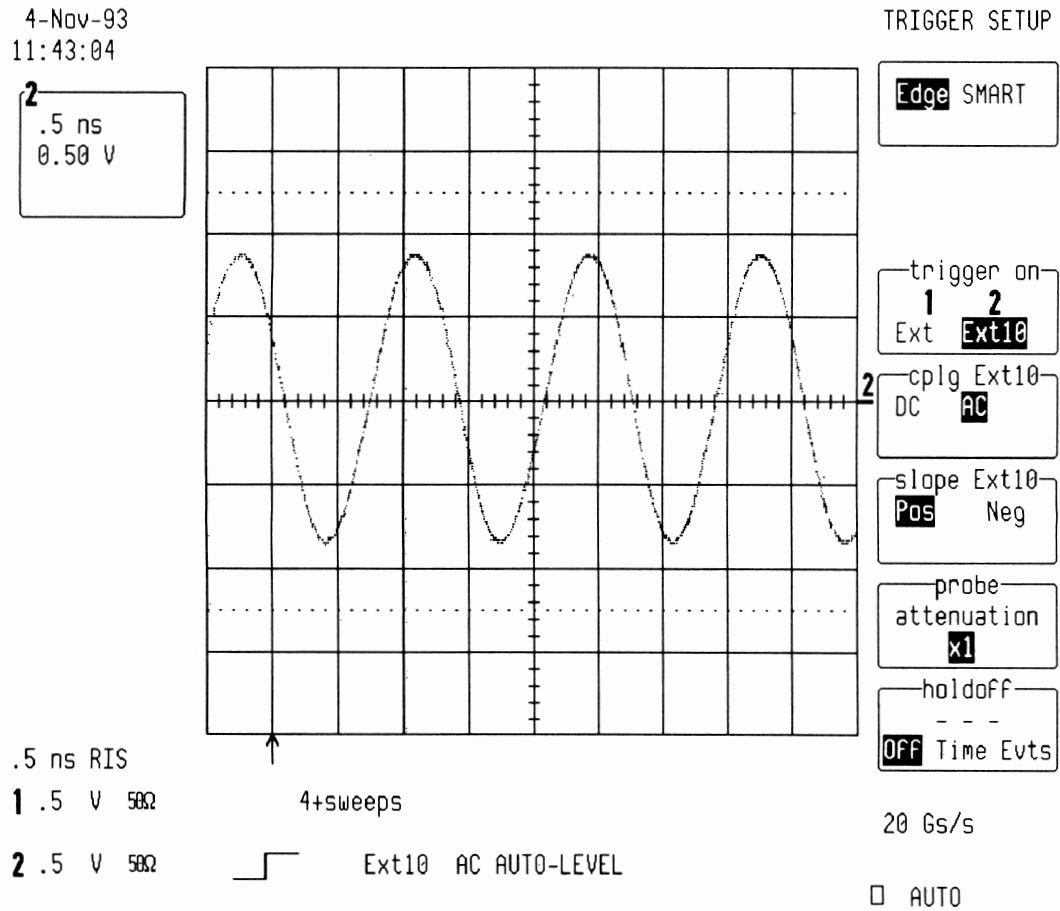 4-Nov-93
11:43:04
TRIGGER SETUP
2
.5 ns
0.50 V
Edge SMART
trigger on
1 2
Ext Ext10
2
cplg Ext10
DC AC
slope Ext10
Pos Neg
probe
attenuation
x1
holdoff
- - -
Off Time Evts
.5 ns RIS
1 .5 V 50Ω
4+sweeps
20 Gs/s
2 .5 V 50Ω
Ext10 AC AUTO-LEVEL
□ AUTO